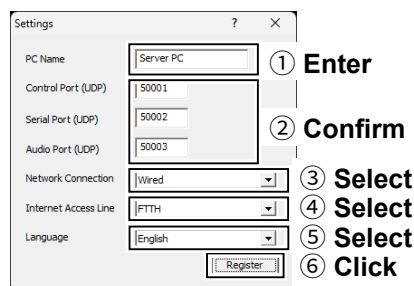 Settings ? ×
PC Name Server PC ① Enter
Control Port (UDP) 50001
Serial Port (UDP) 50002 ② Confirm
Audio Port (UDP) 50003
Network Connection Wired ③ Select
Internet Access Line FTTH ④ Select
Language English ⑤ Select
Register ⑥ Click